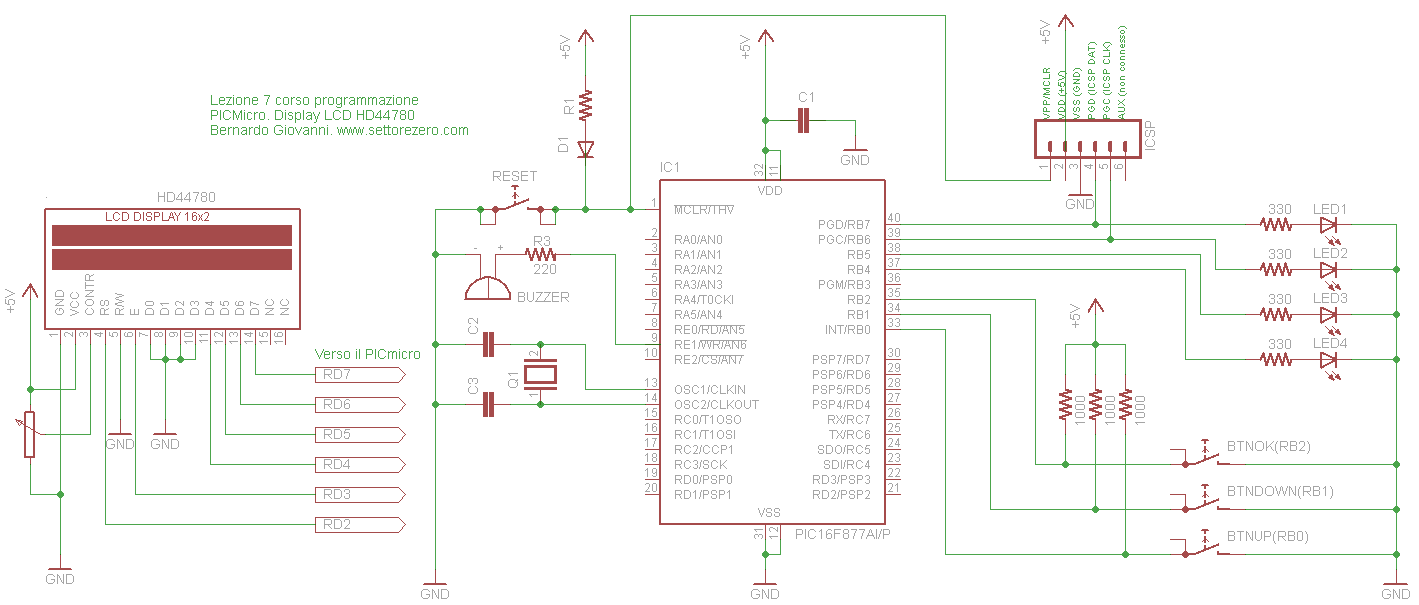 Lezione 7 corso programmazione
PICMicro. Display LCD HD44780
Bernardo Giovanni. www.settorezero.com
HD44780
LCD DISPLAY 16x2
GND
VCC
CONTR
RS
R/W
E
D0
D1
D2
D3
D4
D5
D6
D7
NC
NC
1
2
3
4
5
6
7
8
9
10
11
12
13
14
15
16
+5V
GND
GND
GND
Verso il PICmicro
RD7
RD6
RD5
RD4
RD3
RD2
+5V
R1
D1
RESET
- +
R3
220
BUZZER
C2
C3
Q1
2
1
GND
+5V
C1
GND
IC1
32
11
VDD
1 MCLR/THV
2 RA0/AN0
3 RA1/AN1
4 RA2/AN2
5 RA3/AN3
6 RA4/T0CKI
7 RA5/AN4
8 RE0/RD/AN5
9 RE1/WR/AN6
10 RE2/CS/AN7
13 OSC1/CLKIN
14 OSC2/CLKOUT
15 RC0/T1OSO
16 RC1/T1OSI
17 RC2/CCP1
18 RC3/SCK
19 RD0/PSP0
20 RD1/PSP1
PGD/RB7 40
PGC/RB6 39
RB5 38
RB4 37
PGM/RB3 36
RB2 35
RB1 34
INT/RB0 33
PSP7/RD7 30
PSP6/RD6 29
PSP5/RD5 28
PSP4/RD4 27
RX/RC7 26
TX/RC6 25
SDO/RC5 24
SDI/RC4 23
RD3/PSP3 22
RD2/PSP2 21
VSS
31
12
PIC16F877AI/P
GND
+5V
VPP/MCLR
VDD (+5V)
VSS (GND)
PGD (ICSP DAT)
PGC (ICSP CLK)
AUX (non connesso)
ICSP
1
2
3
4
5
6
GND
330 LED1
330 LED2
330 LED3
330 LED4
+5V
1000
1000
1000
BTNOK(RB2)
BTNDOWN(RB1)
BTNUP(RB0)
GND